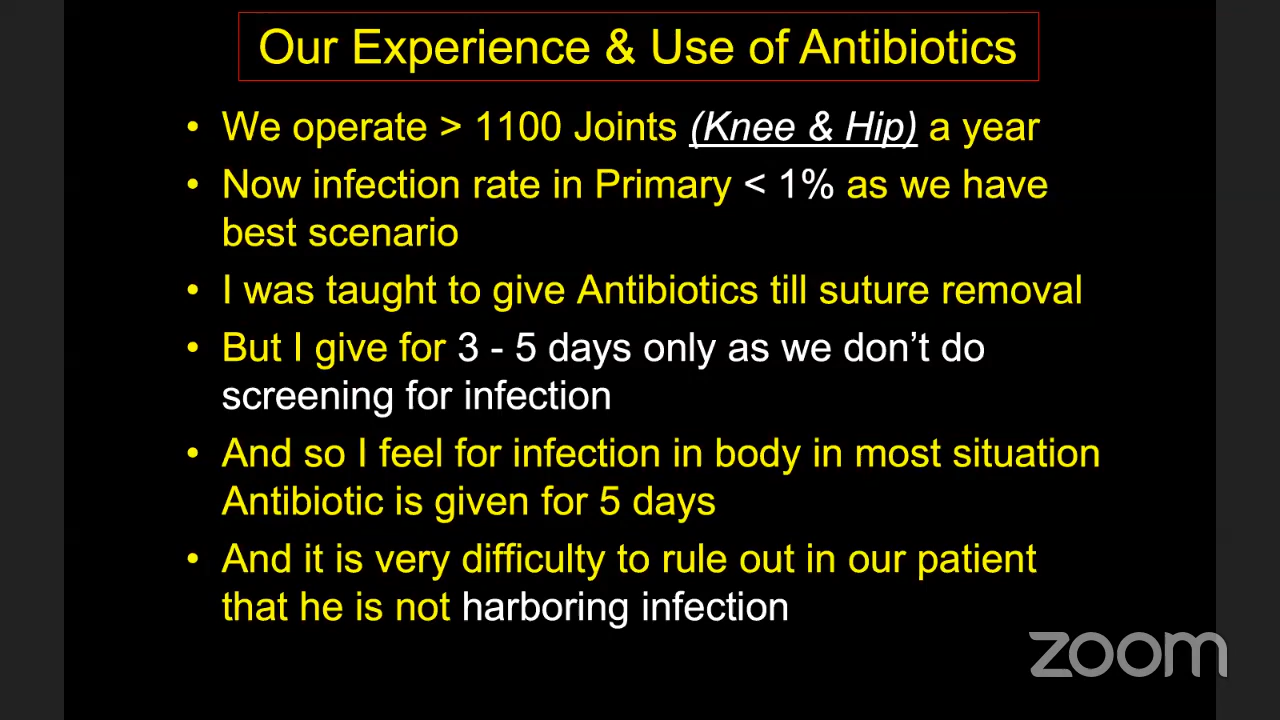 Our Experience & Use of Antibiotics
• We operate > 1100 Joints (Knee & Hip) a year
• Now infection rate in Primary < 1% as we have
best scenario
• I was taught to give Antibiotics till suture removal
• But I give for 3 - 5 days only as we don’t do
screening for infection
• And so I feel for infection in body in most situation
Antibiotic is given for 5 days
• And it is very difficulty to rule out in our patient
that he is not harboring infection
zoom